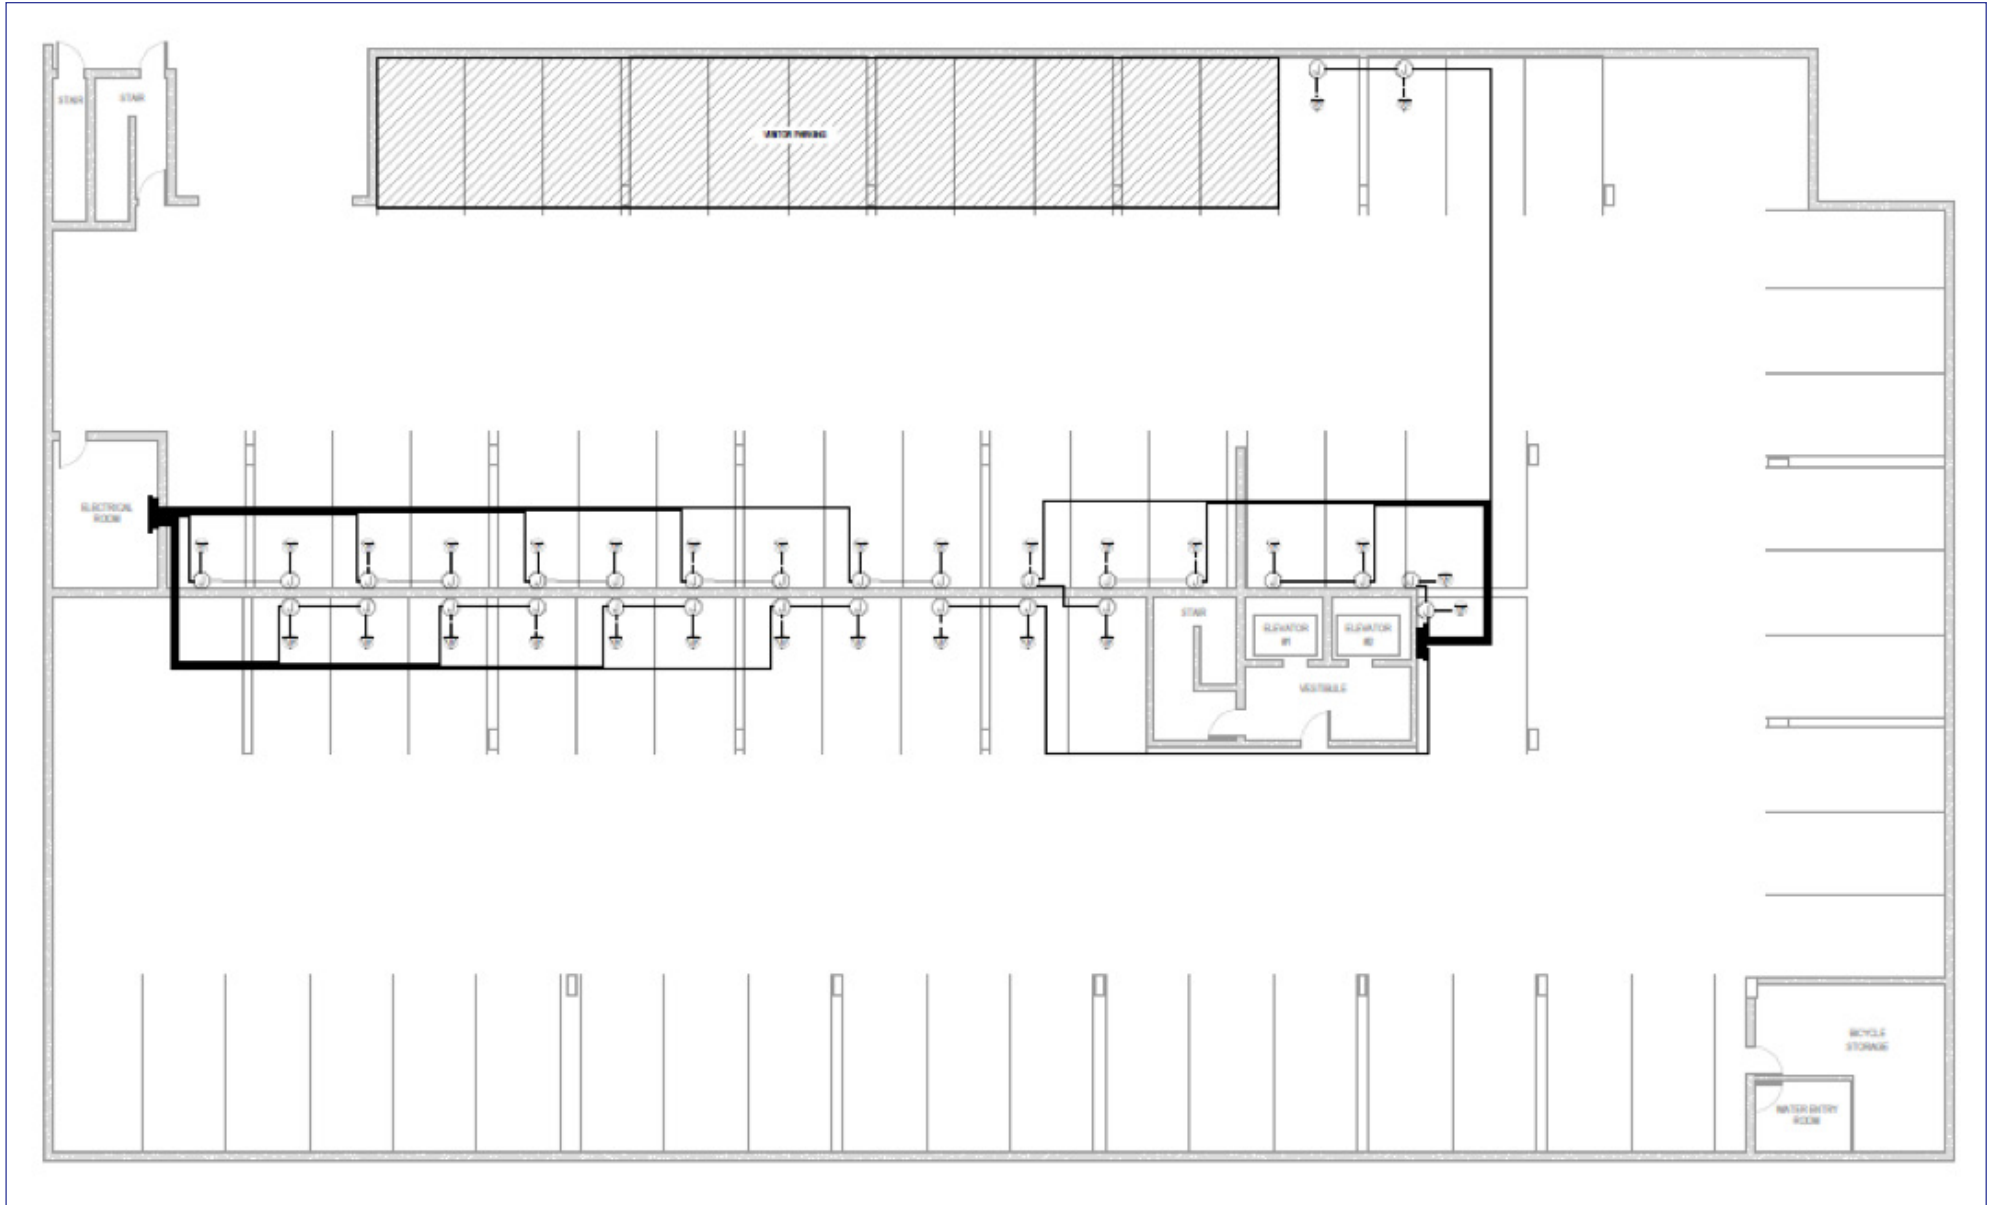 STAIR
STAIR
VISITOR PARKING
ELECTRICAL
ROOM
STAIR
ELEVATOR
#1
ELEVATOR
#2
VESTIBULE
BICYCLE
STORAGE
WATER ENTRY
ROOM